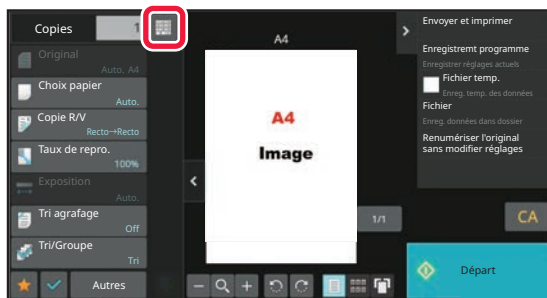 Copies
1
Original
Auto. A4
Choix papier
Auto.
Copie R/V
Recto→Recto
Taux de repro.
100%
Exposition
Auto.
Tri agrafage
Off
Tri/Groupe
Tri
Autres
A4
A4
Image
1/1
Envoyer et imprimer
Enregistremt programme
Enregistrer réglages actuels
Fichier temp.
Enreg. temp. des données
Fichier
Enreg. données dans dossier
Renumériser l'original
sans modifier réglages
CA
Départ